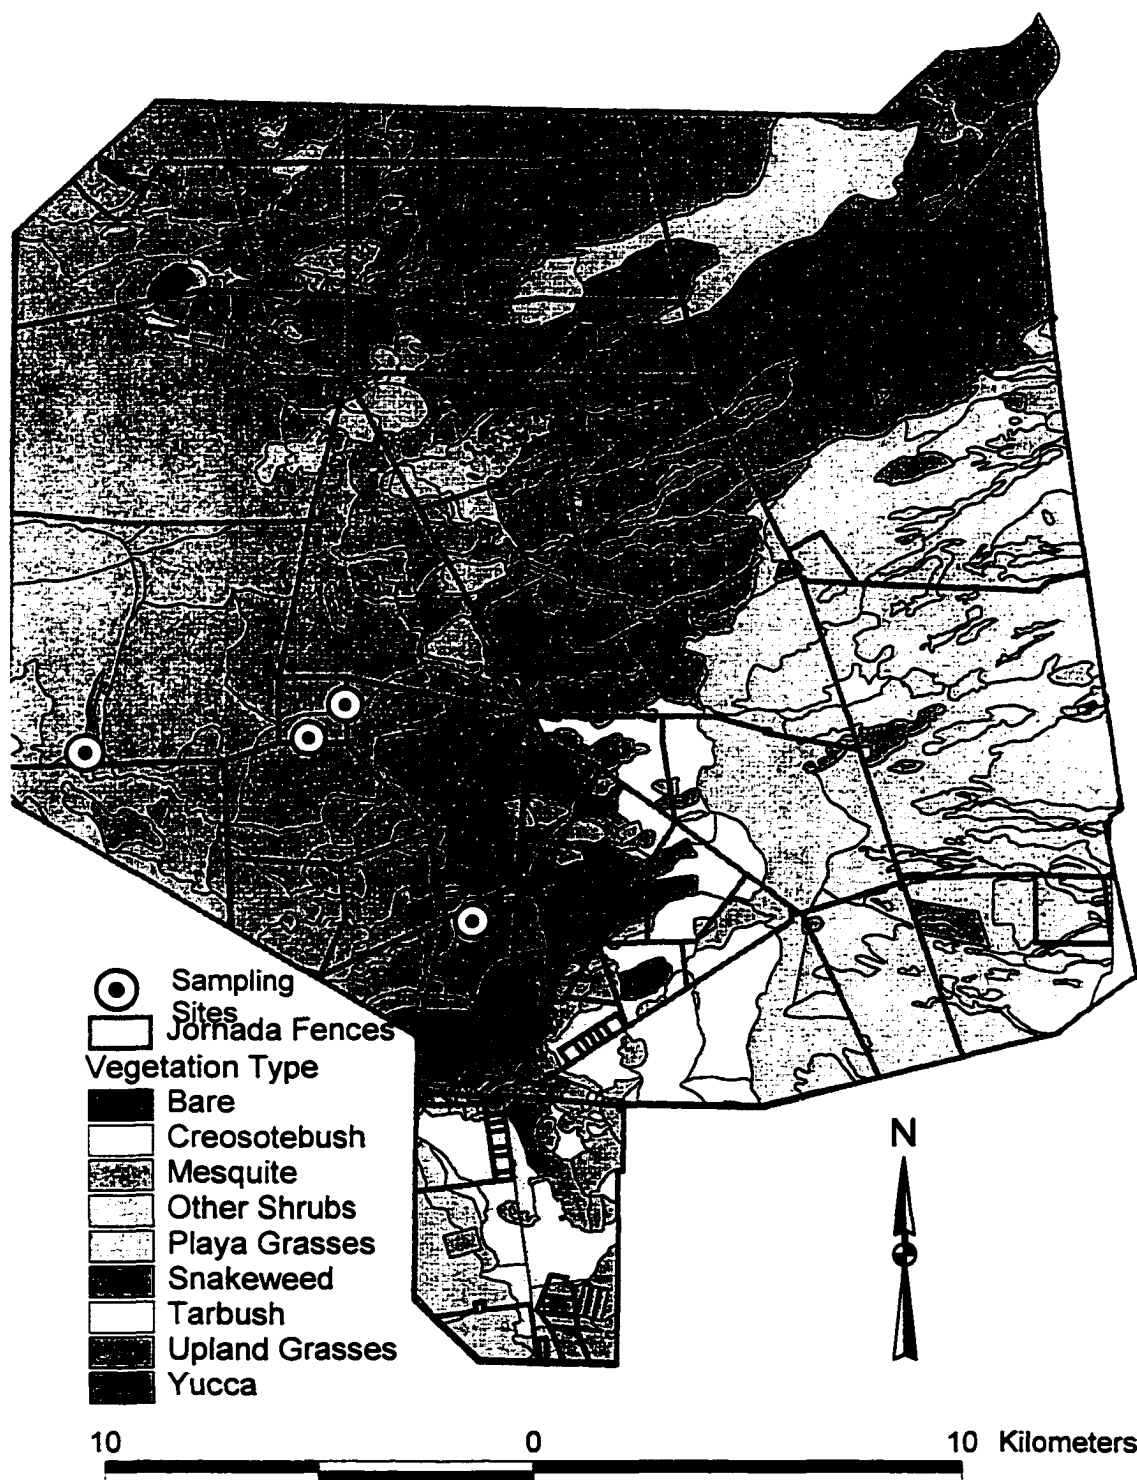 Sampling
Sites
Jornada Fences
Vegetation Type
Bare
Creosotebush
Mesquite
Other Shrubs
Playa Grasses
Snakeweed
Tarbush
Upland Grasses
Yucca
N
10 0 10 Kilometers